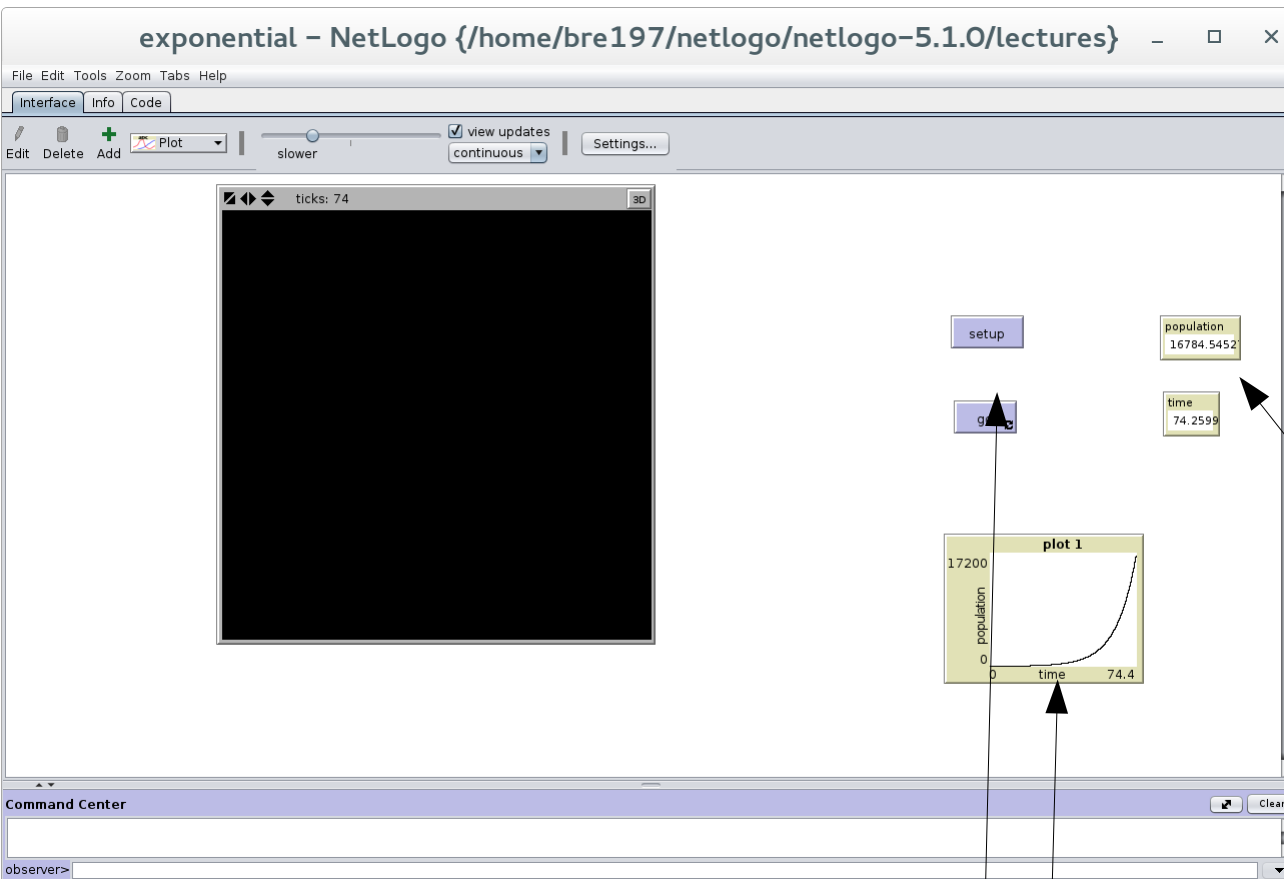 exponential – NetLogo {/home/bre197/netlogo/netlogo-5.1.0/lectures}
File Edit Tools Zoom Tabs Help
Interface Info Code
Edit Delete Add Plot slower view updates continuous Settings...
ticks: 74 3D
setup
population
16784.5452
time
74.2599
plot 1
17200
population
0
0 time 74.4
Command Center
Clear
observer>